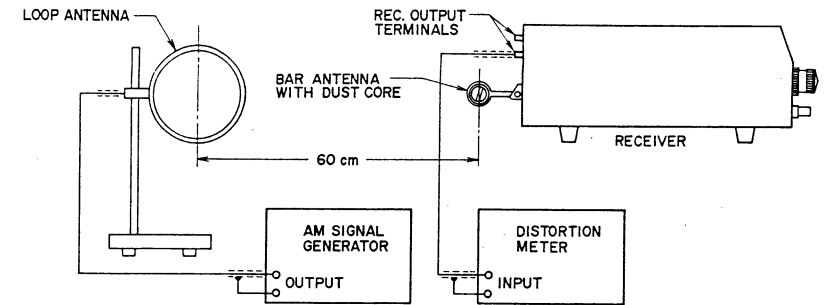 LOOP ANTENNA
REC. OUTPUT
TERMINALS
BAR ANTENNA
WITH DUST CORE
RECEIVER
60 cm
AM SIGNAL
GENERATOR
OUTPUT
DISTORTION
METER
INPUT